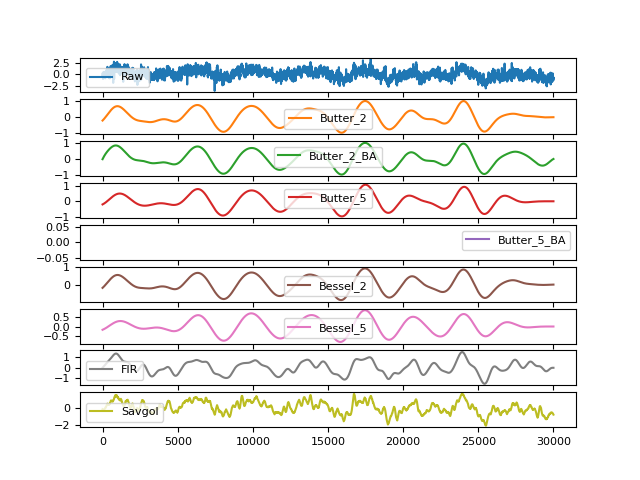 2.5
0.0
−2.5
Raw
1
0
−1
Butter_2
1
0
−1
Butter_2_BA
1
0
−1
Butter_5
0.05
0.00
−0.05
Butter_5_BA
1
0
Bessel_2
0.5
0.0
−0.5
Bessel_5
1
0
−1
FIR
0
−2
Savgol
0 5000 10000 15000 20000 25000 30000